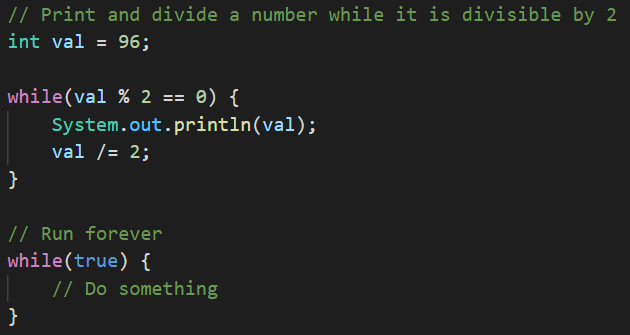 // Print and divide a number while it is divisible by 2
int val = 96;

while(val % 2 == 0) {
    System.out.println(val);
    val /= 2;
}

// Run forever
while(true) {
    // Do something
}